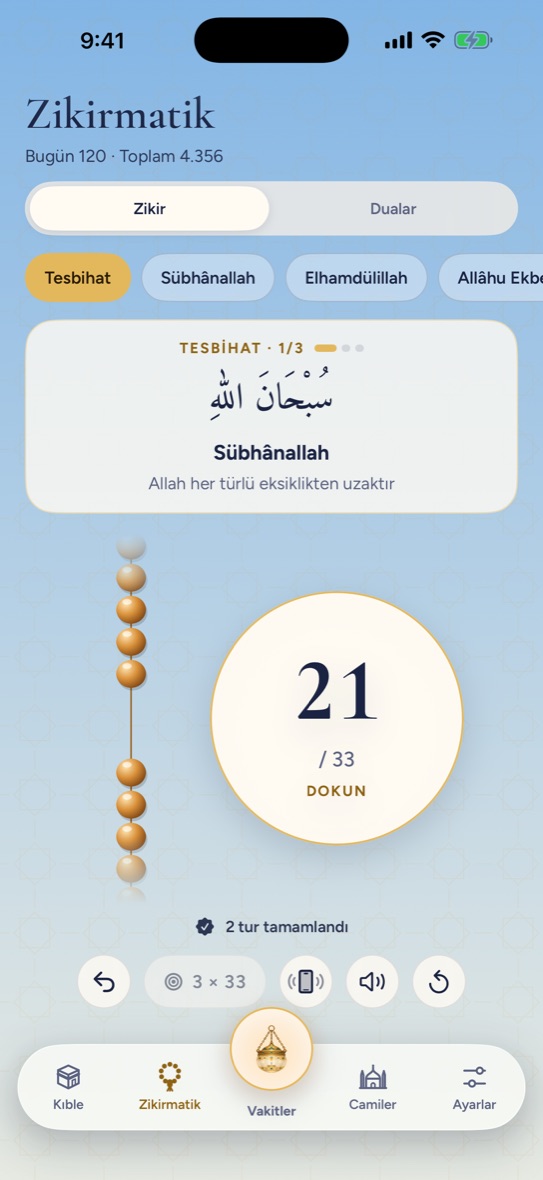 9:41
Zikirmatik
Bugün 120 · Toplam 4.356
Zikir
Dualar
Tesbihat
Sübhânallah
Elhamdülillah
Allâhu Ekbe
TESBİHAT · 1/3
سُبْحَانَ اللّٰهِ
Sübhânallah
Allah her türlü eksiklikten uzaktır
21
/ 33
DOKUN
2 tur tamamlandı
3 × 33
Kıble
Zikirmatik
Vakitler
Camiler
Ayarlar